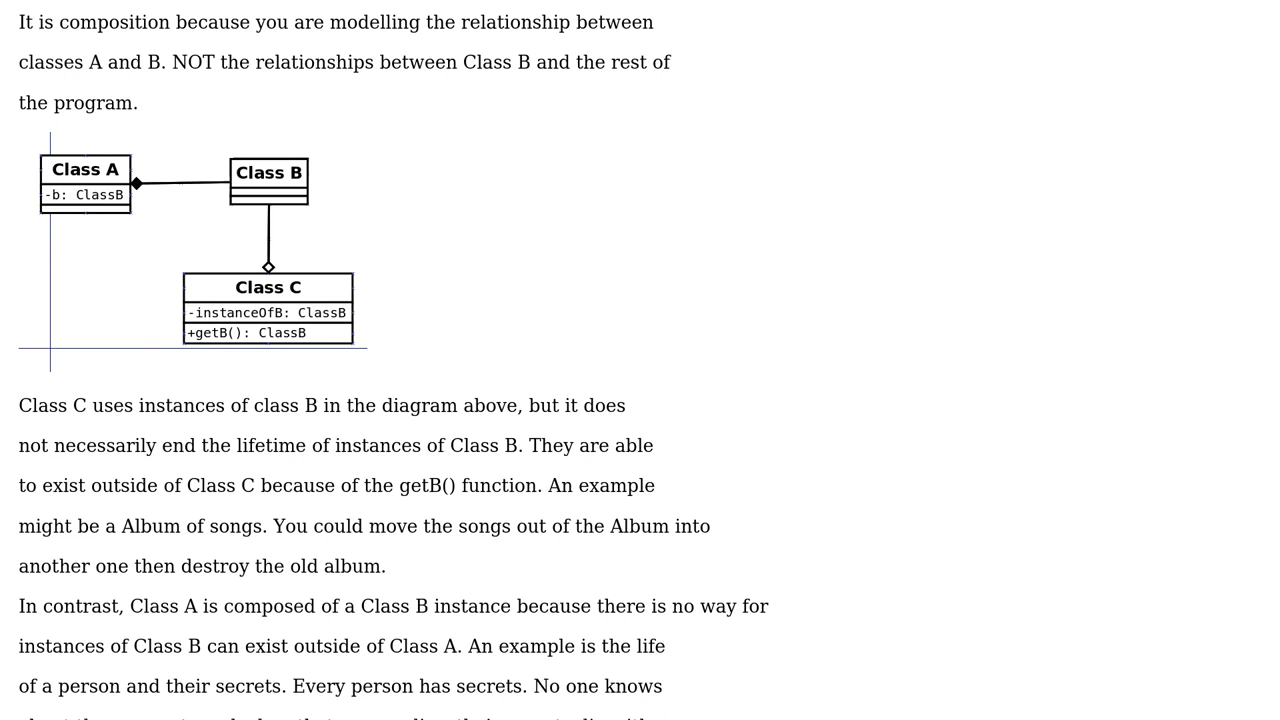 It is composition because you are modelling the relationship between
classes A and B. NOT the relationships between Class B and the rest of
the program.
Class A
-b: ClassB
Class B
Class C
-instanceOfB: ClassB
+getB(): ClassB
Class C uses instances of class B in the diagram above, but it does
not necessarily end the lifetime of instances of Class B. They are able
to exist outside of Class C because of the getB() function. An example
might be a Album of songs. You could move the songs out of the Album into
another one then destroy the old album.
In contrast, Class A is composed of a Class B instance because there is no way for
instances of Class B can exist outside of Class A. An example is the life
of a person and their secrets. Every person has secrets. No one knows